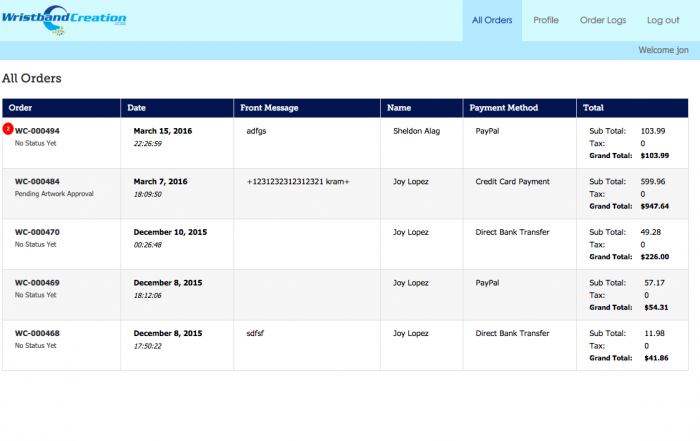 WristbandCreation
.com
All Orders Profile Order Logs Log out
Welcome jon
All Orders
Order Date Front Message Name Payment Method Total
2 WC-000494 March 15, 2016 adfgs Sheldon Alag PayPal Sub Total: 103.99
No Status Yet 22:26:59 Tax: 0
Grand Total: $103.99
WC-000484 March 7, 2016 +1231232312312321 kram+ Joy Lopez Credit Card Payment Sub Total: 599.96
Pending Artwork Approval 18:09:50 Tax: 0
Grand Total: $947.64
WC-000470 December 10, 2015 Joy Lopez Direct Bank Transfer Sub Total: 49.28
No Status Yet 00:26:48 Tax: 0
Grand Total: $226.00
WC-000469 December 8, 2015 Joy Lopez PayPal Sub Total: 57.17
No Status Yet 18:12:06 Tax: 0
Grand Total: $54.31
WC-000468 December 8, 2015 sdfsf Joy Lopez Direct Bank Transfer Sub Total: 11.98
No Status Yet 17:50:22 Tax: 0
Grand Total: $41.86